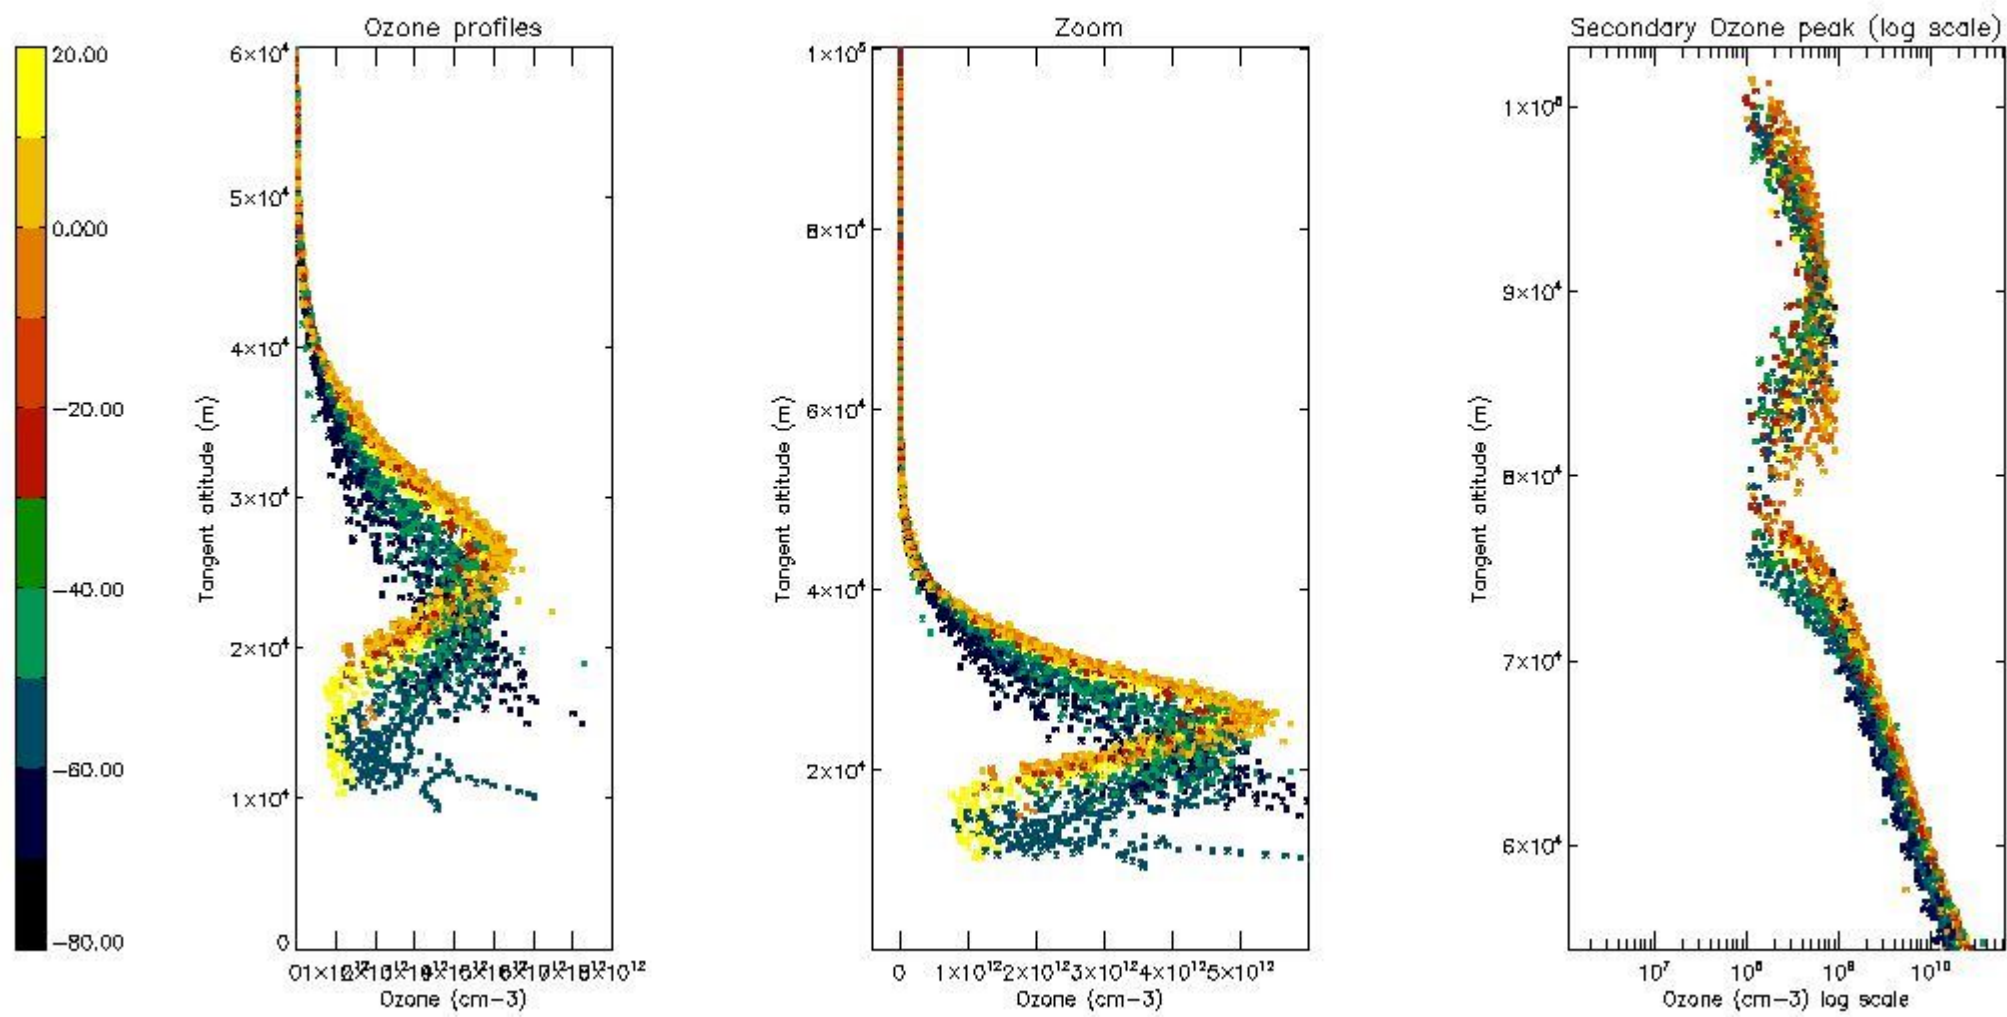 Ozone profiles
Zoom
Secondary Ozone peak (log scale)
20.00
0.000
−20.00
−40.00
−60.00
−80.00
6×10⁴
5×10⁴
4×10⁴
3×10⁴
2×10⁴
1×10⁴
0
Tangent altitude (m)
Ozone (cm−3)
1×10⁵
8×10⁴
6×10⁴
4×10⁴
2×10⁴
Tangent altitude (m)
0 1×10¹² 2×10¹² 3×10¹² 4×10¹² 5×10¹²
Ozone (cm−3)
9×10⁴
8×10⁴
7×10⁴
6×10⁴
Tangent altitude (m)
10⁷ 10⁸ 10⁹ 10¹⁰
Ozone (cm−3) log scale